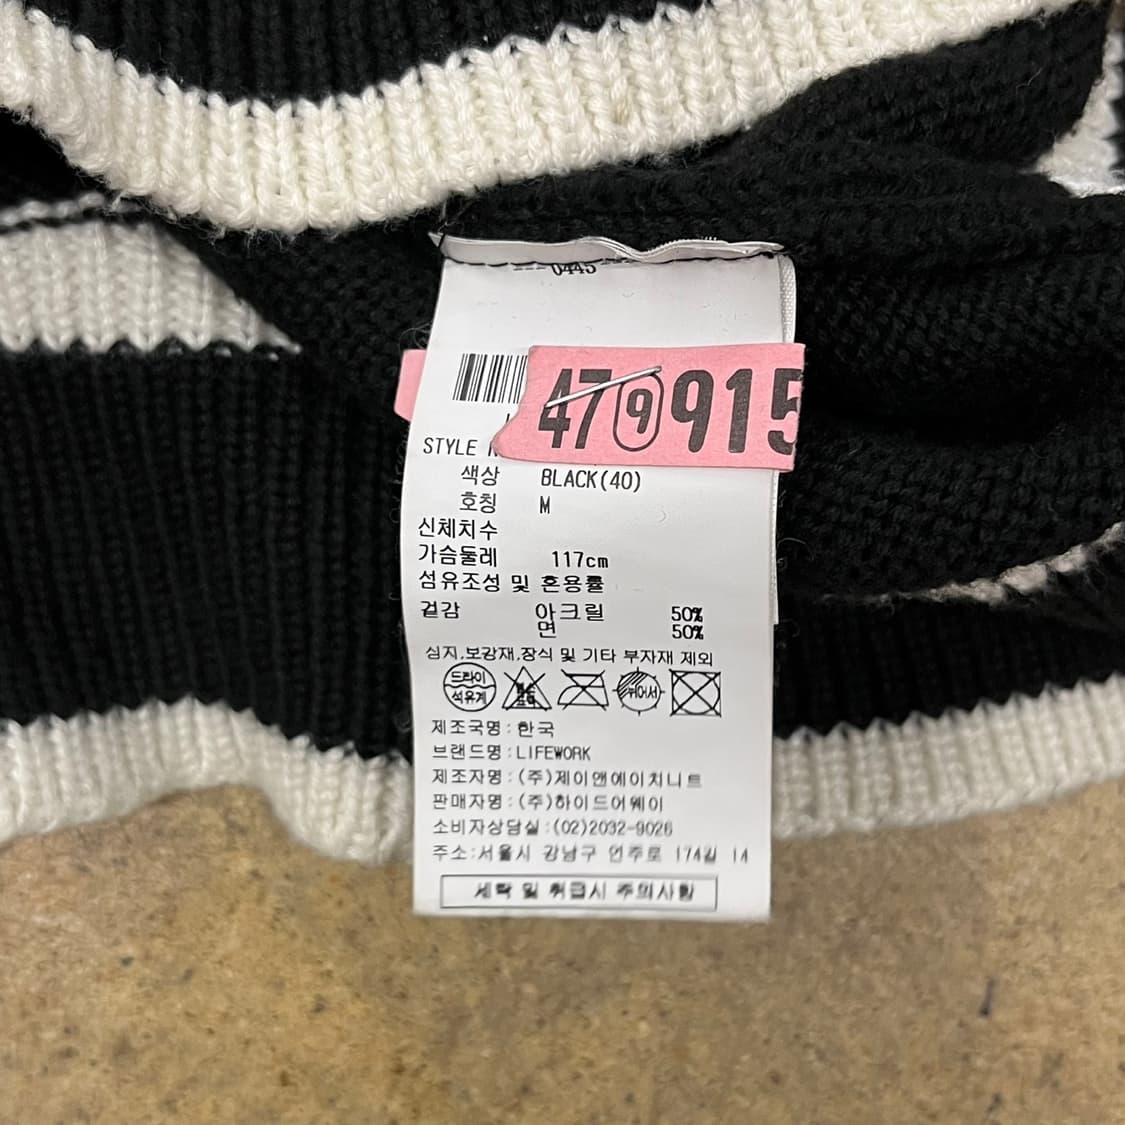 0445
47 9 915
STYLE N
색상 BLACK(40)
호칭 M
신체치수
가슴둘레 117cm
섬유조성 및 혼용률
겉감 아크릴 50%
면 50%
심지,보강재,장식 및 기타 부자재 제외
드라이
석유계
뀌어서
제조국명:한국
브랜드명:LIFEWORK
제조자명:(주)제이앤에이치니트
판매자명:(주)하이드어웨이
소비자상담실:(02)2032-9026
주소:서울시 강남구 언주로 174길 14
세탁 및 취급시 주의사항